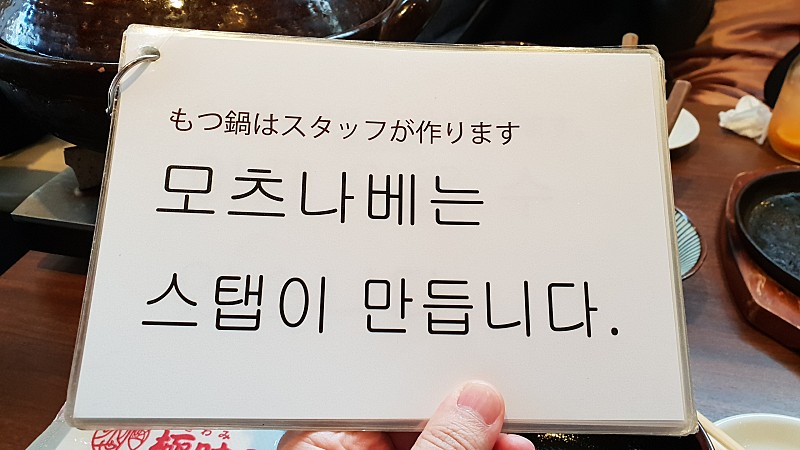 もつ鍋はスタッフが作ります
모츠나베는
스탭이 만듭니다.